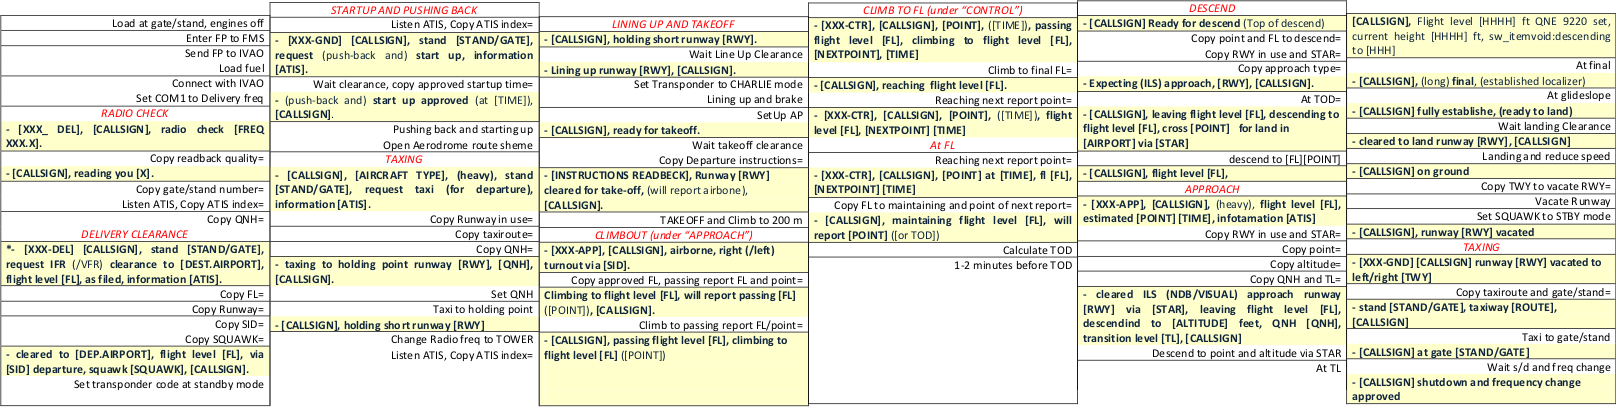 Load at gate/stand, engines off
Enter FP to FMS
Send FP to IVAO
Load fuel
Connect with IVAO
Set COM1 to Delivery freq
RADIO CHECK
- [XXX_ DEL], [CALLSIGN], radio check [FREQ
XXX.X].
Copy readback quality=
- [CALLSIGN], reading you [X].
Copy gate/stand number=
Listen ATIS, Copy ATIS index=
Copy QNH=
DELIVERY CLEARANCE
*- [XXX-DEL] [CALLSIGN], stand [STAND/GATE],
request IFR (/VFR) clearance to [DEST.AIRPORT],
flight level [FL], as filed, information [ATIS].
Copy FL=
Copy Runway=
Copy SID=
Copy SQUAWK=
- cleared to [DEP.AIRPORT], flight level [FL], via
[SID] departure, squawk [SQUAWK], [CALLSIGN].
Set transponder code at standby mode
STARTUP AND PUSHING BACK
Listen ATIS, Copy ATIS index=
- [XXX-GND] [CALLSIGN], stand [STAND/GATE],
request (push-back and) start up, information
[ATIS].
Wait clearance, copy approved startup time=
- (push-back and) start up approved (at [TIME]),
[CALLSIGN].
Pushing back and starting up
Open Aerodrome route sheme
TAXING
- [CALLSIGN], [AIRCRAFT TYPE], (heavy), stand
[STAND/GATE], request taxi (for departure),
information [ATIS].
Copy Runway in use=
Copy taxiroute=
Copy QNH=
- taxiing to holding point runway [RWY], [QNH],
[CALLSIGN].
Set QNH
Taxi to holding point
- [CALLSIGN], holding short runway [RWY]
Change Radio freq to TOWER
Listen ATIS, Copy ATIS index=
LINING UP AND TAKEOFF
- [CALLSIGN], holding short runway [RWY].
Wait Line Up Clearance
- Lining up runway [RWY], [CALLSIGN].
Set Transponder to CHARLIE mode
Lining up and brake
SetUp AP
- [CALLSIGN], ready for takeoff.
Wait takeoff clearance
Copy Departure instructions=
- [INSTRUCTIONS READBECK], Runway [RWY]
cleared for take-off, (will report airbone),
[CALLSIGN].
TAKEOFF and Climb to 200 m
CLIMBOUT (under “APPROACH”)
- [XXX-APP], [CALLSIGN], airborne, right (/left)
turnout via [SID].
Copy approved FL, passing report FL and point=
Climbing to flight level [FL], will report passing [FL]
([POINT]), [CALLSIGN].
Climb to passing report FL/point=
- [CALLSIGN], passing flight level [FL], climbing to
flight level [FL] ([POINT])
CLIMB TO FL (under “CONTROL”)
- [XXX-CTR], [CALLSIGN], [POINT], ([TIME]), passing
flight level [FL], climbing to flight level [FL],
[NEXTPOINT], [TIME]
Climb to final FL=
- [CALLSIGN], reaching flight level [FL].
Reaching next report point=
- [XXX-CTR], [CALLSIGN], [POINT], ([TIME]), flight
level [FL], [NEXTPOINT] [TIME]
At FL
Reaching next report point=
- [XXX-CTR], [CALLSIGN], [POINT] at [TIME], fl [FL],
[NEXTPOINT] [TIME]
Copy FL to maintaining and point of next report=
- [CALLSIGN], maintaining flight level [FL], will
report [POINT] ([or TOD])
Calculate TOD
1-2 minutes before TOD
DESCEND
- [CALLSIGN] Ready for descend (Top of descend)
Copy point and FL to descend=
Copy RWY in use and STAR=
Copy approach type=
- Expecting (ILS) approach, [RWY], [CALLSIGN].
At TOD=
- [CALLSIGN], leaving flight level [FL], descending to
flight level [FL], cross [POINT] for land in
[AIRPORT] via [STAR]
descend to [FL][POINT]
- [CALLSIGN], flight level [FL],
APPROACH
- [XXX-APP], [CALLSIGN], (heavy), flight level [FL],
estimated [POINT] [TIME], infotamation [ATIS]
Copy RWY in use and STAR=
Copy point=
Copy altitude=
Copy QNH and TL=
- cleared ILS (NDB/VISUAL) approach runway
[RWY] via [STAR], leaving flight level [FL],
descendind to [ALTITUDE] feet, QNH [QNH],
transition level [TL], [CALLSIGN]
Descend to point and altitude via STAR
At TL
[CALLSIGN], Flight level [HHHH] ft QNE 9220 set,
current height [HHHH] ft, sw_itemvoid:descending
to [HHH]
At final
- [CALLSIGN], (long) final, (established localizer)
At glideslope
- [CALLSIGN] fully establishe, (ready to land)
Wait landing Clearance
- cleared to land runway [RWY], [CALLSIGN]
Landing and reduce speed
- [CALLSIGN] on ground
Copy TWY to vacate RWY=
Vacate Runway
Set SQUAWK to STBY mode
- [CALLSIGN], runway [RWY] vacated
TAXING
- [XXX-GND] [CALLSIGN] runway [RWY] vacated to
left/right [TWY]
Copy taxiroute and gate/stand=
- stand [STAND/GATE], taxiway [ROUTE],
[CALLSIGN]
Taxi to gate/stand
- [CALLSIGN] at gate [STAND/GATE]
Wait s/d and freq change
- [CALLSIGN] shutdown and frequency change
approved